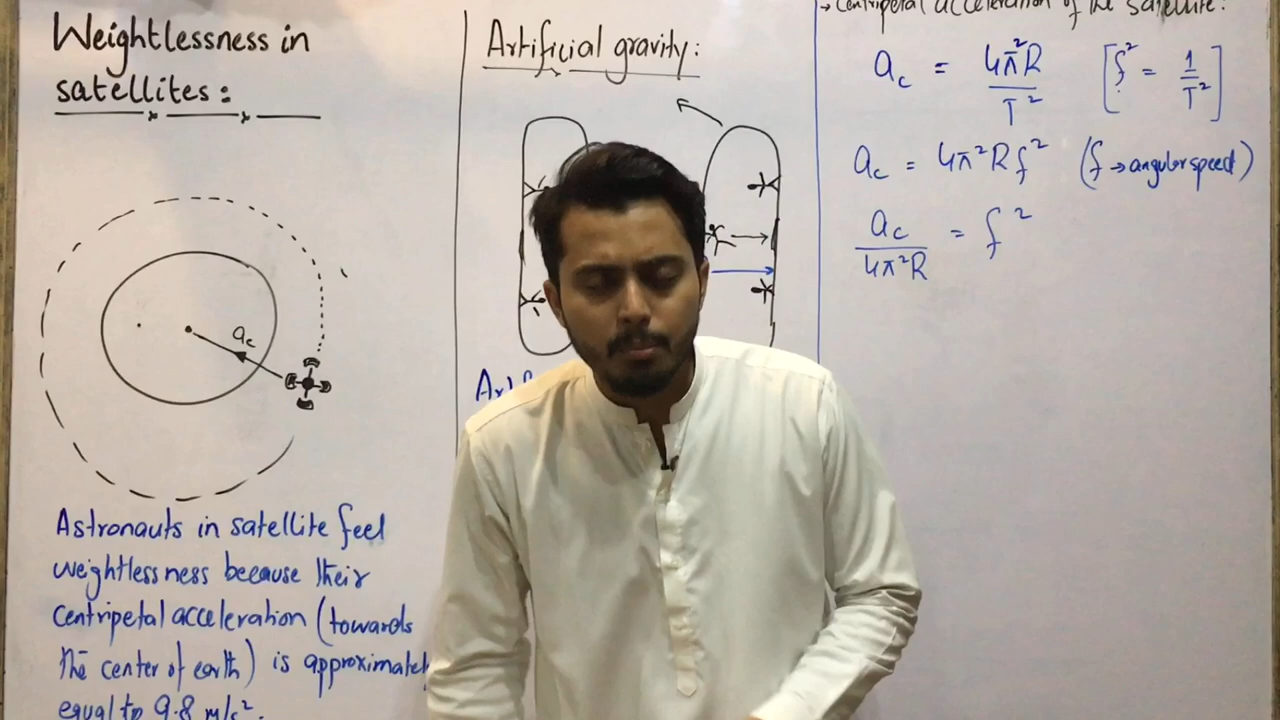 Weightlessness in
satellites:
a_c
Astronauts in satellite feel
weightlessness because their
centripetal acceleration (towards
the center of earth) is approximately
equal to 9.8 m/s².
Artificial gravity:
→ Centripetal acceleration of the satellite:
a_c = 4π²R / T² [f² = 1 / T²]
a_c = 4π²Rf² (f → angular speed)
a_c / 4π²R = f²